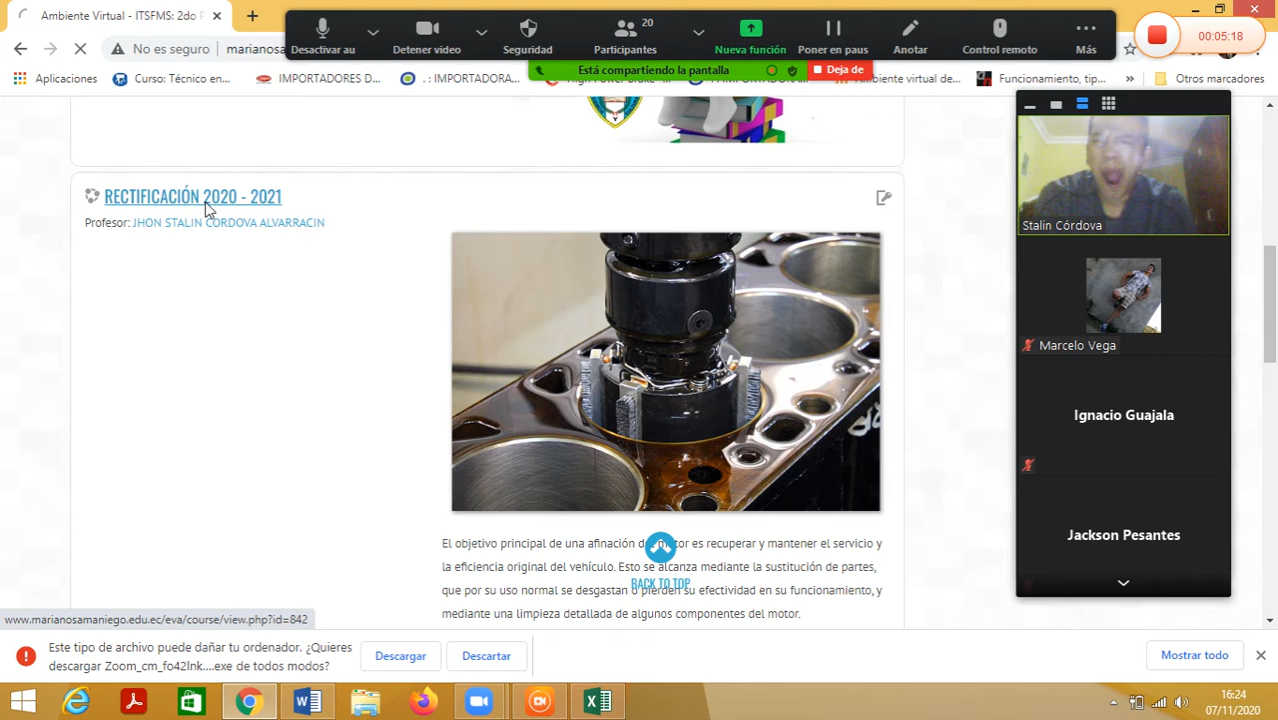 Ambiente Virtual - ITSFMS: 2do P
No es seguro
marianosa
Desactivar au
Detener video
Seguridad
20
Participantes
Nueva función
Poner en paus
Anotar
Control remoto
Más
00:05:18
Está compartiendo la pantalla
Deja de
Aplicaciones
Curso: Técnico en...
IMPORTADORES D...
. : IMPORTADORA...
Ambiente virtual de...
Funcionamiento, tip...
»
Otros marcadores
RECTIFICACIÓN 2020 - 2021
Profesor: JHON STALIN CORDOVA ALVARRACIN
El objetivo principal de una afinación del motor es recuperar y mantener el servicio y
la eficiencia original del vehículo. Esto se alcanza mediante la sustitución de partes,
que por su uso normal se desgastan o pierden su efectividad en su funcionamiento, y
mediante una limpieza detallada de algunos componentes del motor.
BACK TO TOP
Stalin Córdova
Marcelo Vega
Ignacio Guajala
Jackson Pesantes
www.marianosamaniego.edu.ec/eva/course/view.php?id=842
Este tipo de archivo puede dañar tu ordenador. ¿Quieres
descargar Zoom_cm_fo42lnk....exe de todos modos?
Descargar
Descartar
Mostrar todo
16:24
07/11/2020